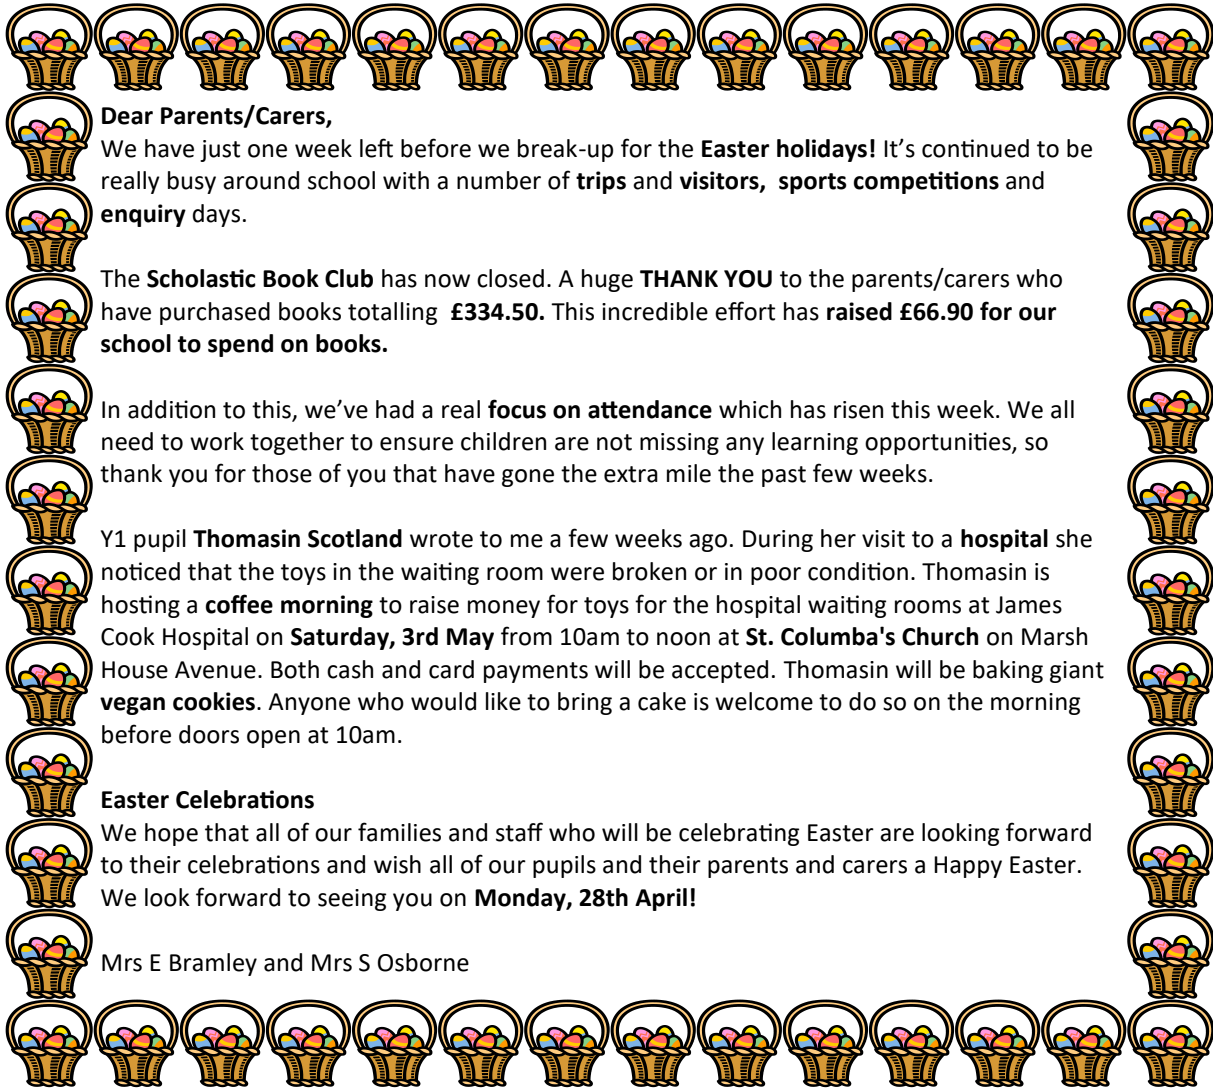 Dear Parents/Carers,
We have just one week left before we break-up for the Easter holidays! It’s continued to be
really busy around school with a number of trips and visitors,  sports competitions and
enquiry days.
The Scholastic Book Club has now closed. A huge THANK YOU to the parents/carers who
have purchased books totalling  £334.50. This incredible effort has raised £66.90 for our
school to spend on books.
In addition to this, we’ve had a real focus on attendance which has risen this week. We all
need to work together to ensure children are not missing any learning opportunities, so
thank you for those of you that have gone the extra mile the past few weeks.
Y1 pupil Thomasin Scotland wrote to me a few weeks ago. During her visit to a hospital she
noticed that the toys in the waiting room were broken or in poor condition. Thomasin is
hosting a coffee morning to raise money for toys for the hospital waiting rooms at James
Cook Hospital on Saturday, 3rd May from 10am to noon at St. Columba's Church on Marsh
House Avenue. Both cash and card payments will be accepted. Thomasin will be baking giant
vegan cookies. Anyone who would like to bring a cake is welcome to do so on the morning
before doors open at 10am.
Easter Celebrations
We hope that all of our families and staff who will be celebrating Easter are looking forward
to their celebrations and wish all of our pupils and their parents and carers a Happy Easter.
We look forward to seeing you on Monday, 28th April!
Mrs E Bramley and Mrs S Osborne